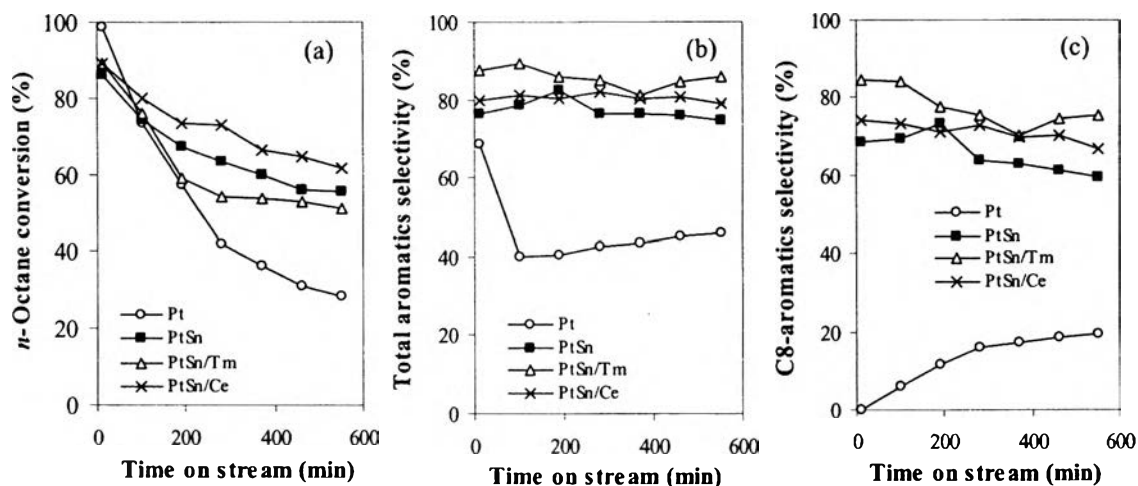 (a)
n-Octane conversion (%)
100
80
60
40
20
0
Pt
PtSn
PtSn/Tm
PtSn/Ce
0
200
400
600
Time on stream (min)
(b)
Total aromatics selectivity (%)
100
80
60
40
20
0
Pt
PtSn
PtSn/Tm
PtSn/Ce
0
200
400
600
Time on stream (min)
(c)
C8-aromatics selectivity (%)
100
80
60
40
20
0
Pt
PtSn
PtSn/Tm
PtSn/Ce
0
200
400
600
Time on stream (min)